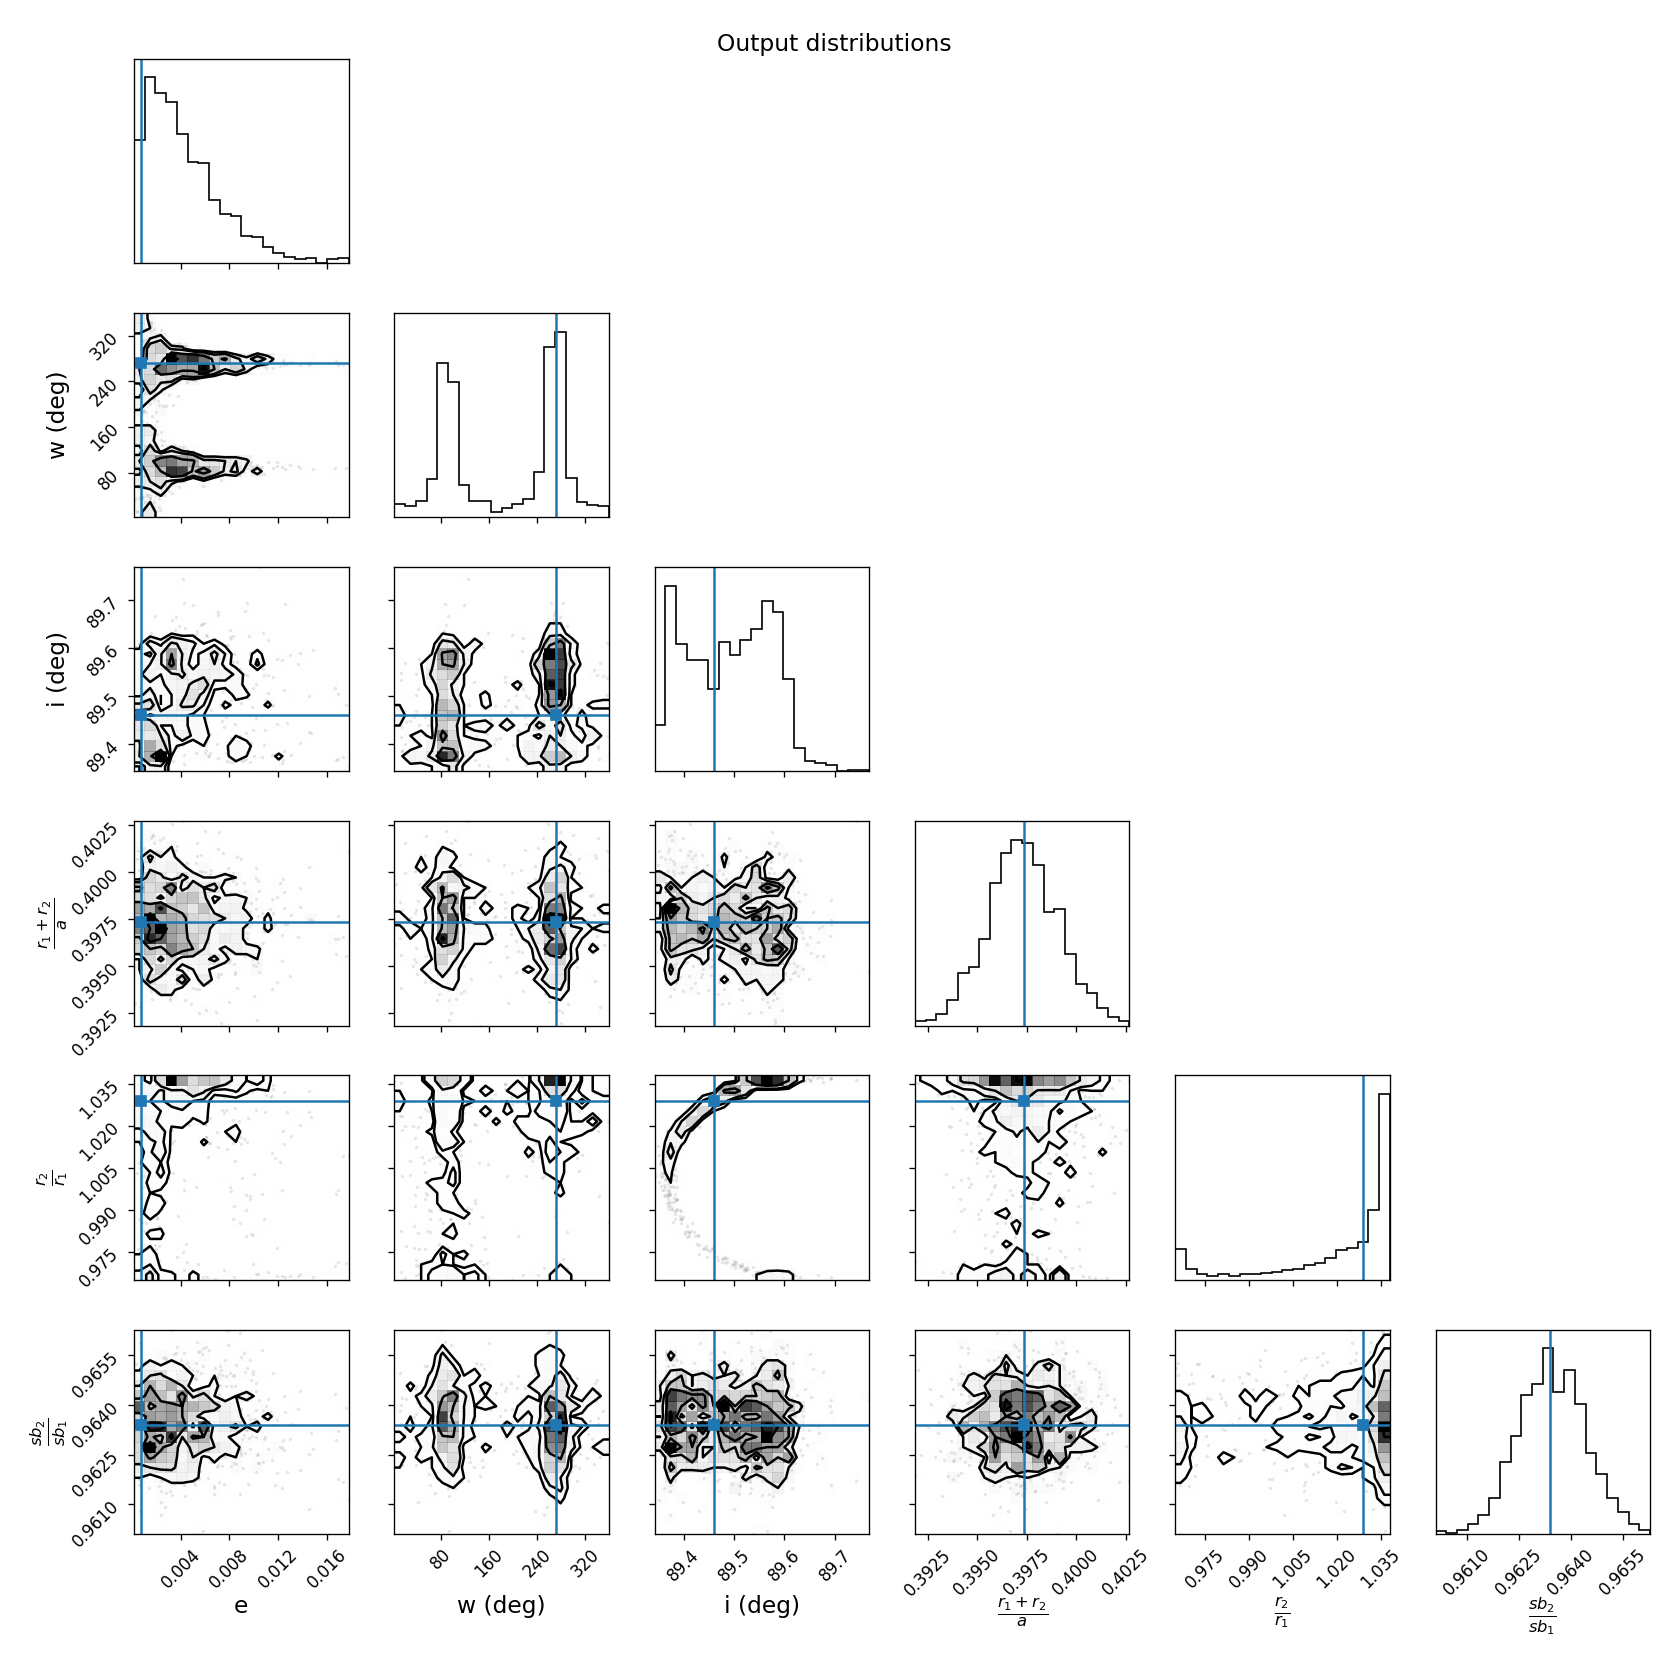 Output distributions
w (deg)
320
240
160
80
i (deg)
89.7
89.6
89.5
89.4
r₁ + r₂
a
0.4025
0.4000
0.3975
0.3950
0.3925
r₂
r₁
1.035
1.020
1.005
0.990
0.975
sb₂
sb₁
0.9655
0.9640
0.9625
0.9610
0.004 0.008 0.012 0.016
80 160 240 320
89.4 89.5 89.6 89.7
0.3925 0.3950 0.3975 0.4000 0.4025
0.975 0.990 1.005 1.020 1.035
0.9610 0.9625 0.9640 0.9655
e
w (deg)
i (deg)
r₁ + r₂
a
r₂
r₁
sb₂
sb₁